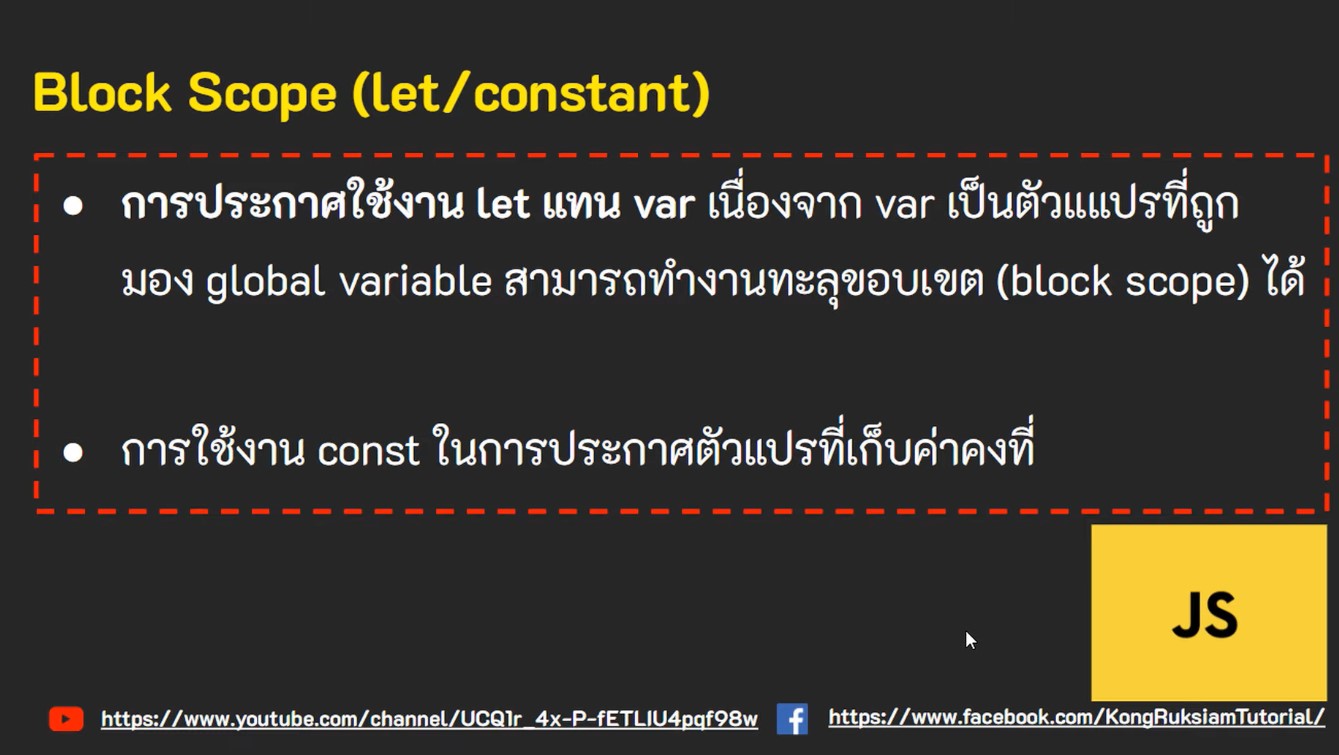 Block Scope (let/constant)
● การประกาศใช้งาน let แทน var เนื่องจาก var เป็นตัวแแปรที่ถูก
มอง global variable สามารถทำงานทะลุขอบเขต (block scope) ได้
● การใช้งาน const ในการประกาศตัวแปรที่เก็บค่าคงที่
JS
https://www.youtube.com/channel/UCQ1r_4x-P-fETLIU4pqf98w https://www.facebook.com/KongRuksiamTutorial/